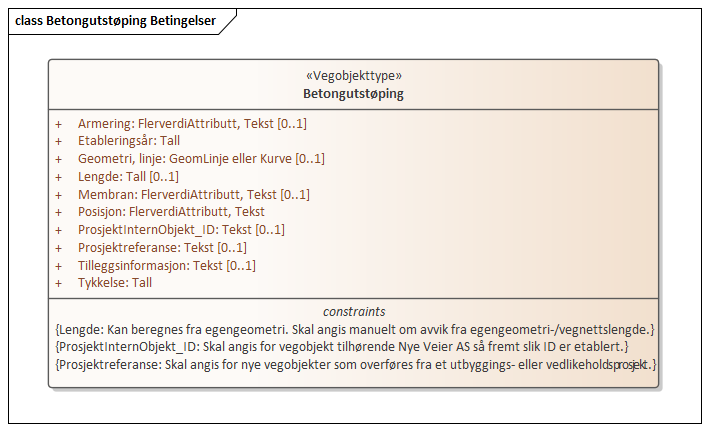 class Betongutstøping Betingelser
«Vegobjekttype»
Betongutstøping
+ Armering: FlerverdiAttributt, Tekst [0..1]
+ Etableringsår: Tall
+ Geometri, linje: GeomLinje eller Kurve [0..1]
+ Lengde: Tall [0..1]
+ Membran: FlerverdiAttributt, Tekst [0..1]
+ Posisjon: FlerverdiAttributt, Tekst
+ ProsjektInternObjekt_ID: Tekst [0..1]
+ Prosjektreferanse: Tekst [0..1]
+ Tilleggsinformasjon: Tekst [0..1]
+ Tykkelse: Tall
constraints
{Lengde: Kan beregnes fra egengeometri. Skal angis manuelt om avvik fra egengeometri-/vegnettslengde.}
{ProsjektInternObjekt_ID: Skal angis for vegobjekt tilhørende Nye Veier AS så fremt slik ID er etablert.}
{Prosjektreferanse: Skal angis for nye vegobjekter som overføres fra et utbyggings- eller vedlikeholdsprosjekt.}